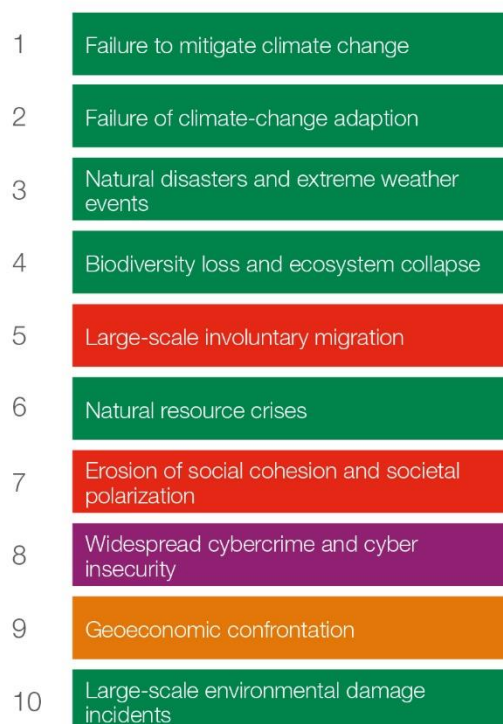 1 Failure to mitigate climate change
2 Failure of climate-change adaption
3 Natural disasters and extreme weather
events
4 Biodiversity loss and ecosystem collapse
5 Large-scale involuntary migration
6 Natural resource crises
7 Erosion of social cohesion and societal
polarization
8 Widespread cybercrime and cyber
insecurity
9 Geoeconomic confrontation
10 Large-scale environmental damage
incidents